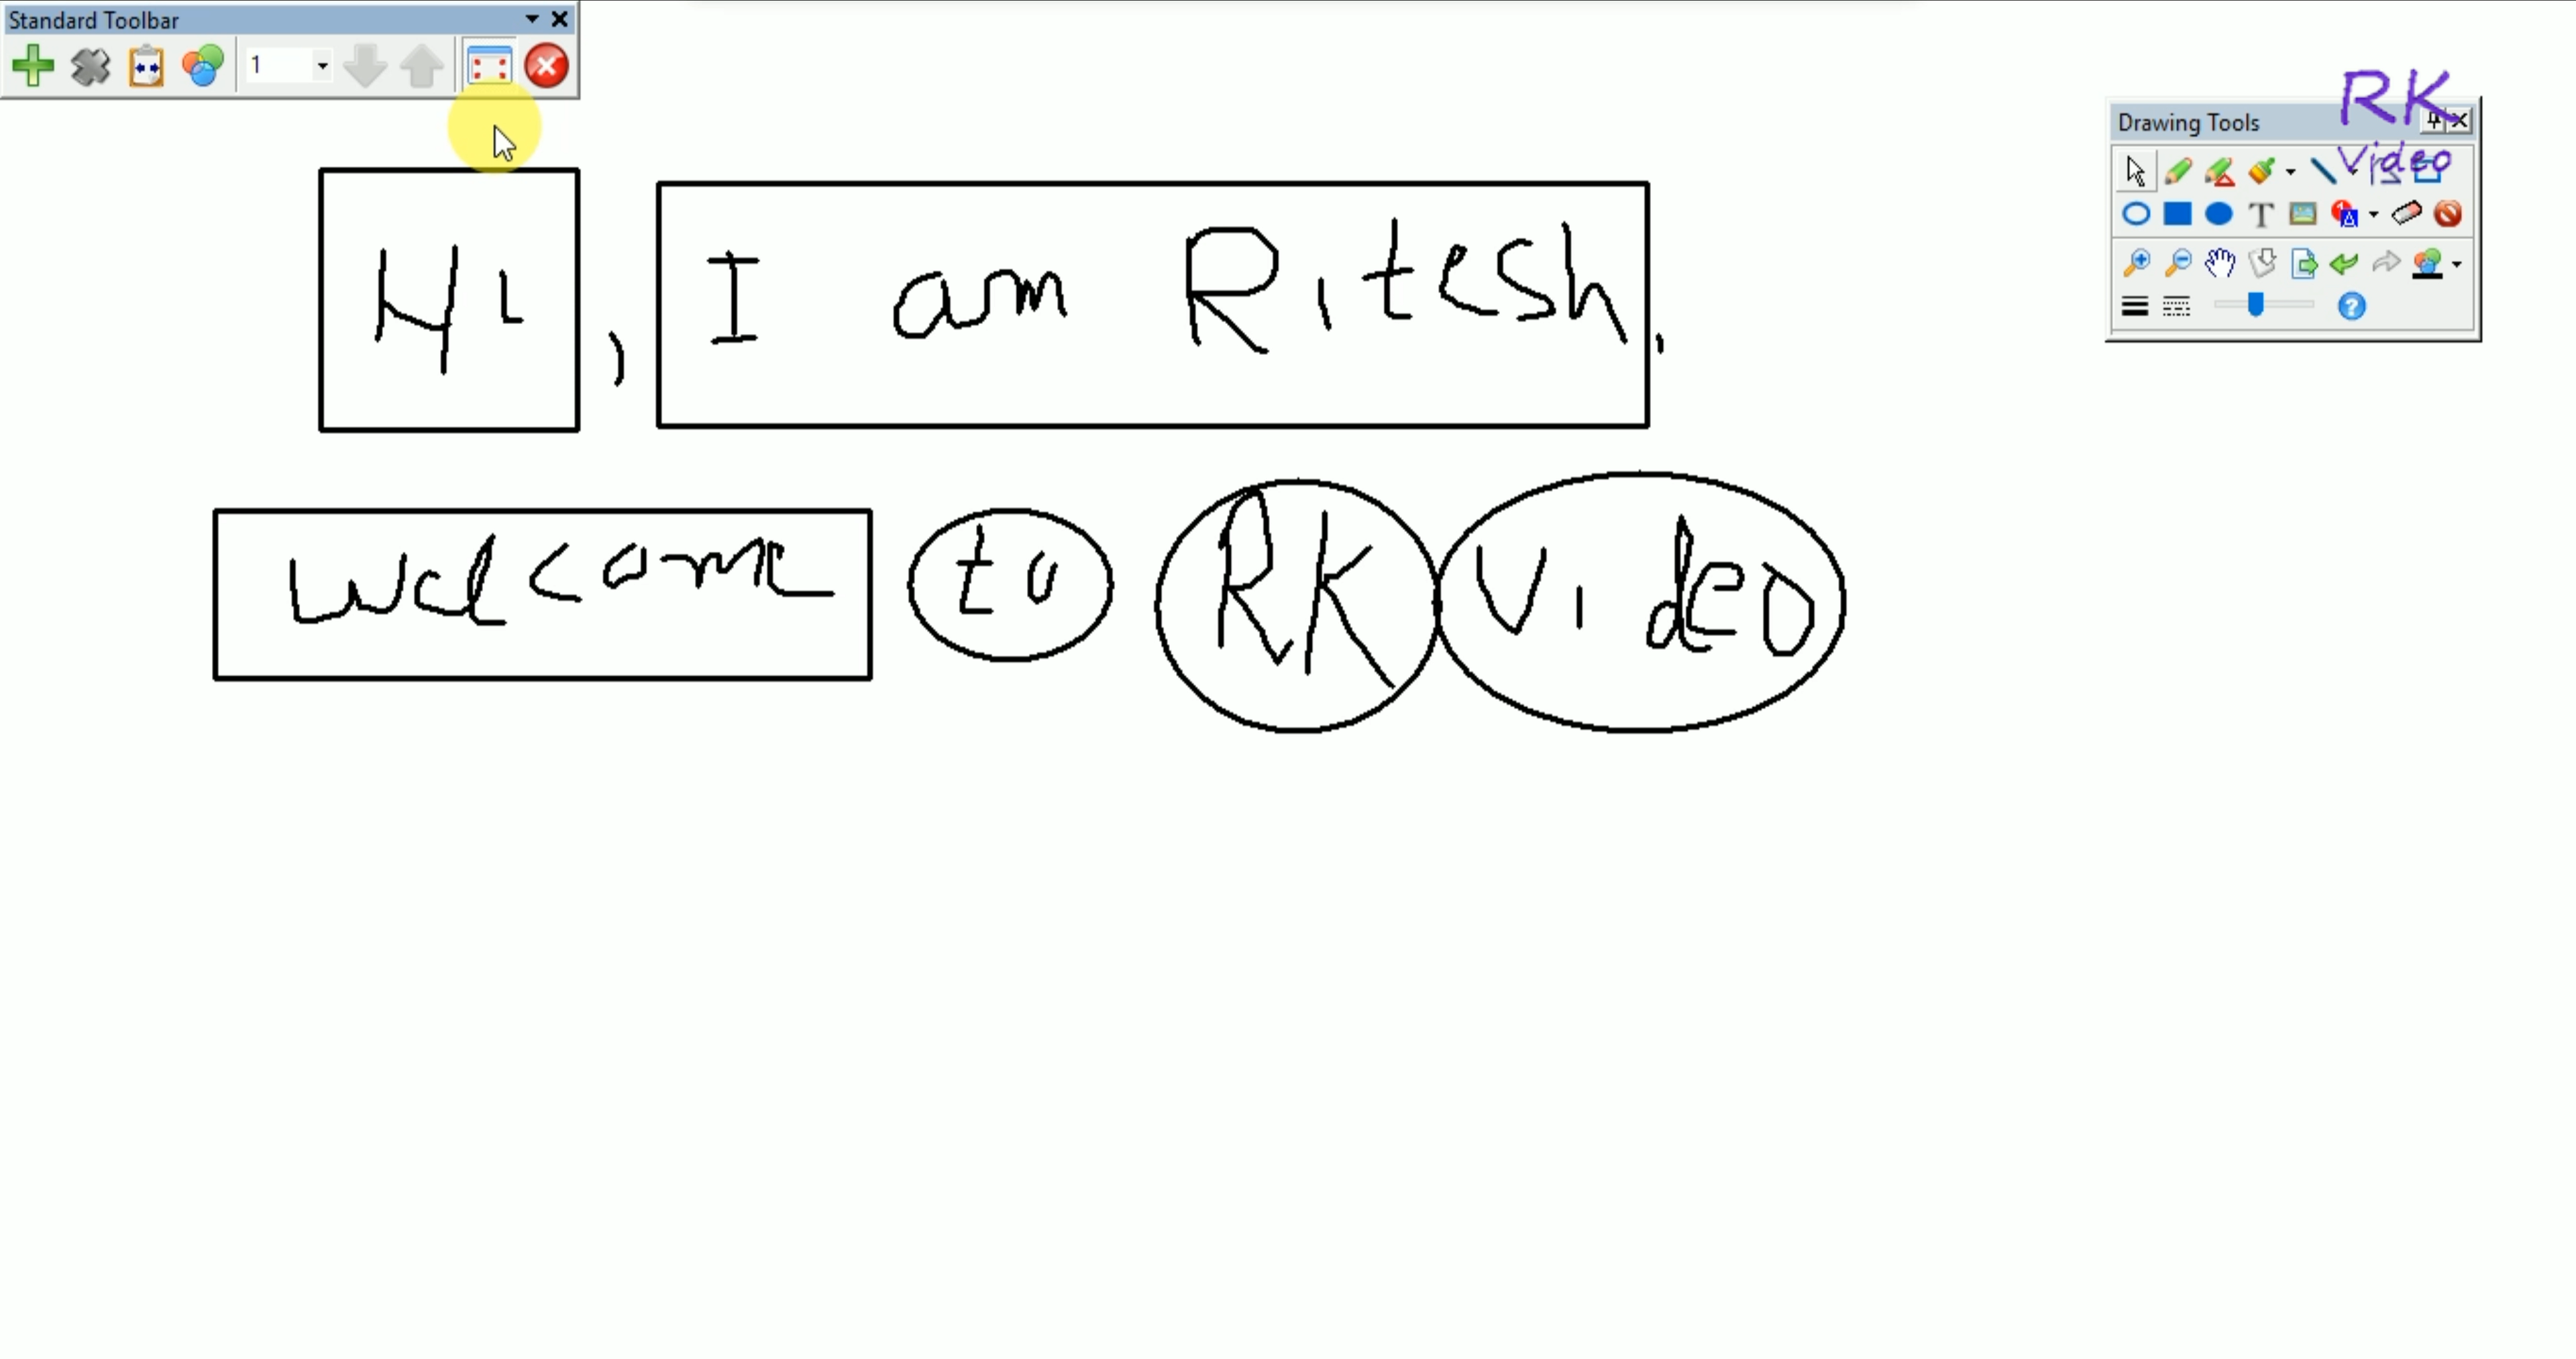 Standard Toolbar
1
RK
Video
Drawing Tools
Hi, I am Ritesh.
Welcome to RK Video